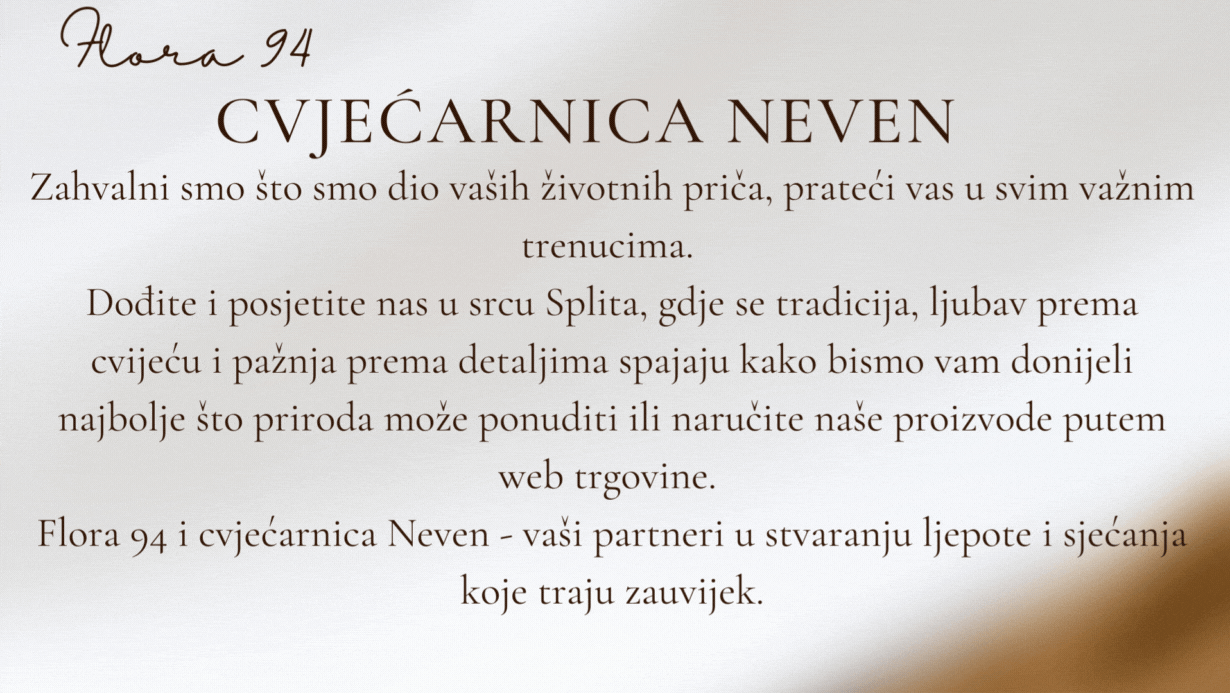 Flora 94
CVJEĆARNICA NEVEN
Zahvalni smo što smo dio vaših životnih priča, prateći vas u svim važnim
trenucima.
Dođite i posjetite nas u srcu Splita, gdje se tradicija, ljubav prema
cvijeću i pažnja prema detaljima spajaju kako bismo vam donijeli
najbolje što priroda može ponuditi ili naručite naše proizvode putem
web trgovine.
Flora 94 i cvjećarnica Neven - vaši partneri u stvaranju ljepote i sjećanja
koje traju zauvijek.